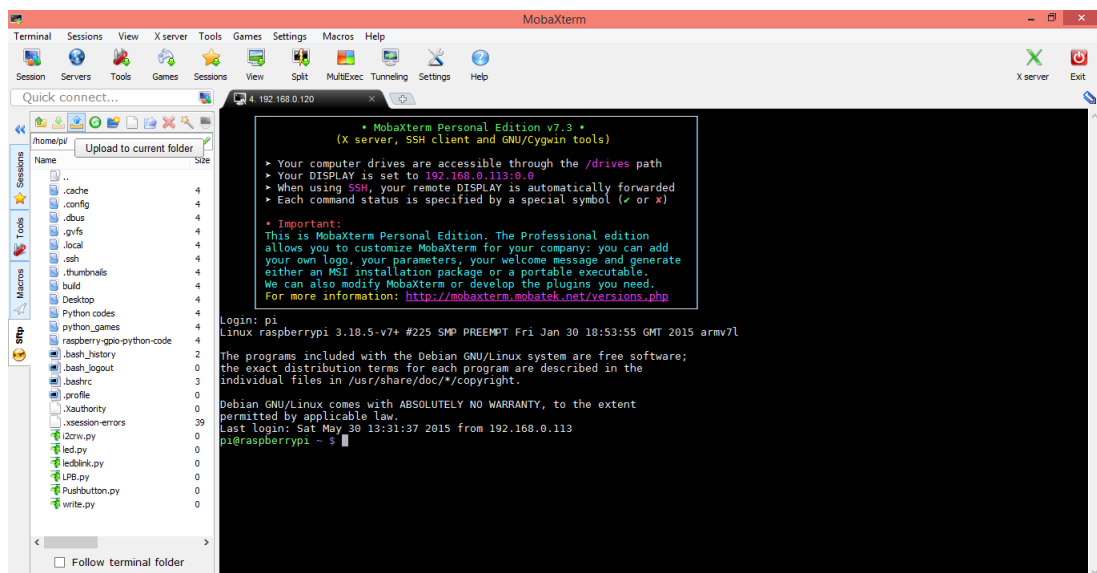 MobaXterm
Terminal Sessions View X server Tools Games Settings Macros Help
Session Servers Tools Games Sessions View Split MultiExec Tunneling Settings Help X server Exit
Quick connect...
4. 192.168.0.120
/home/pi/
Upload to current folder
Name Size
..
.cache 4
.config 4
.dbus 4
.gvfs 4
.local 4
.ssh 4
.thumbnails 4
build 4
Desktop 4
Python codes 4
python_games 4
raspberry-gpio-python-code 4
.bash_history 2
.bash_logout 0
.bashrc 3
.profile 0
.Xauthority 0
.xsession-errors 39
i2crw.py 0
led.py 0
ledblink.py 0
LPB.py 0
Pushbutton.py 0
write.py 0
Follow terminal folder
Sessions
Tools
Macros
Sftp
• MobaXterm Personal Edition v7.3 •
(X server, SSH client and GNU/Cygwin tools)
➤ Your computer drives are accessible through the /drives path
➤ Your DISPLAY is set to 192.168.0.113:0.0
➤ When using SSH, your remote DISPLAY is automatically forwarded
➤ Each command status is specified by a special symbol (✔ or ✘)
• Important:
This is MobaXterm Personal Edition. The Professional edition
allows you to customize MobaXterm for your company: you can add
your own logo, your parameters, your welcome message and generate
either an MSI installation package or a portable executable.
We can also modify MobaXterm or develop the plugins you need.
For more information: http://mobaxterm.mobatek.net/versions.php
Login: pi
Linux raspberrypi 3.18.5-v7+ #225 SMP PREEMPT Fri Jan 30 18:53:55 GMT 2015 armv7l
The programs included with the Debian GNU/Linux system are free software;
the exact distribution terms for each program are described in the
individual files in /usr/share/doc/*/copyright.
Debian GNU/Linux comes with ABSOLUTELY NO WARRANTY, to the extent
permitted by applicable law.
Last login: Sat May 30 13:31:37 2015 from 192.168.0.113
pi@raspberrypi ~ $